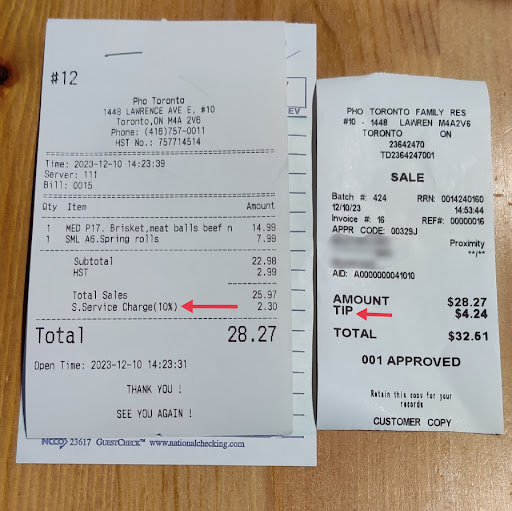 #12
Pho Toronto
1448 LAWRENCE AVE E, #10
Toronto,ON M4A 2V6
Phone: (416)757-0011
HST No.: 757714514
Time: 2023-12-10 14:23:39
Server: 111
Bill: 0015
Qty Item Amount
1 MED P17. Brisket,meat balls beef n 14.99
1 SML A6.Spring rolls 7.99
Subtotal 22.98
HST 2.99
Total Sales 25.97
S.Service Charge(10%) 2.30
Total 28.27
Open Time: 2023-12-10 14:23:31
THANK YOU !
SEE YOU AGAIN !
NCCO 23617 GUESTCHECK™ www.nationalchecking.com
EV
PHO TORONTO FAMILY RES
#10 - 1448 LAWREN M4A2V6
TORONTO ON
23642470
TD2364247001
SALE
Batch #: 424 RRN: 0014240160
12/10/23 14:53:44
Invoice #: 16 REF#: 00000016
APPR CODE: 00329J
Proximity
**/**
AID: A0000000041010
AMOUNT $28.27
TIP $4.24
TOTAL $32.51
001 APPROVED
Retain this copy for your
records
CUSTOMER COPY